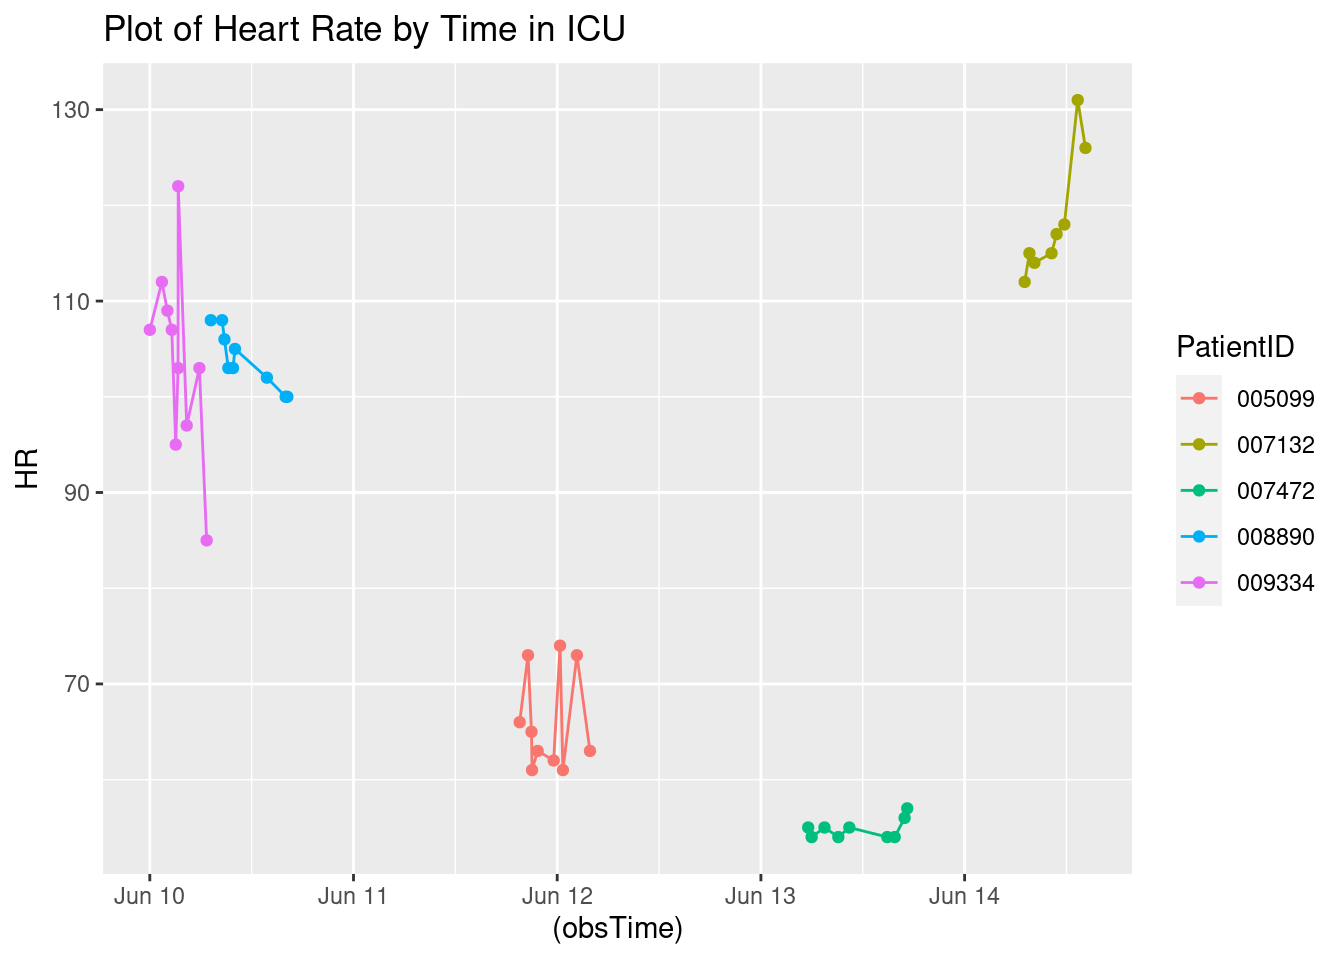 Plot of Heart Rate by Time in ICU
130
110
90
70
HR
Jun 10
Jun 11
Jun 12
Jun 13
Jun 14
(obsTime)
PatientID
005099
007132
007472
008890
009334